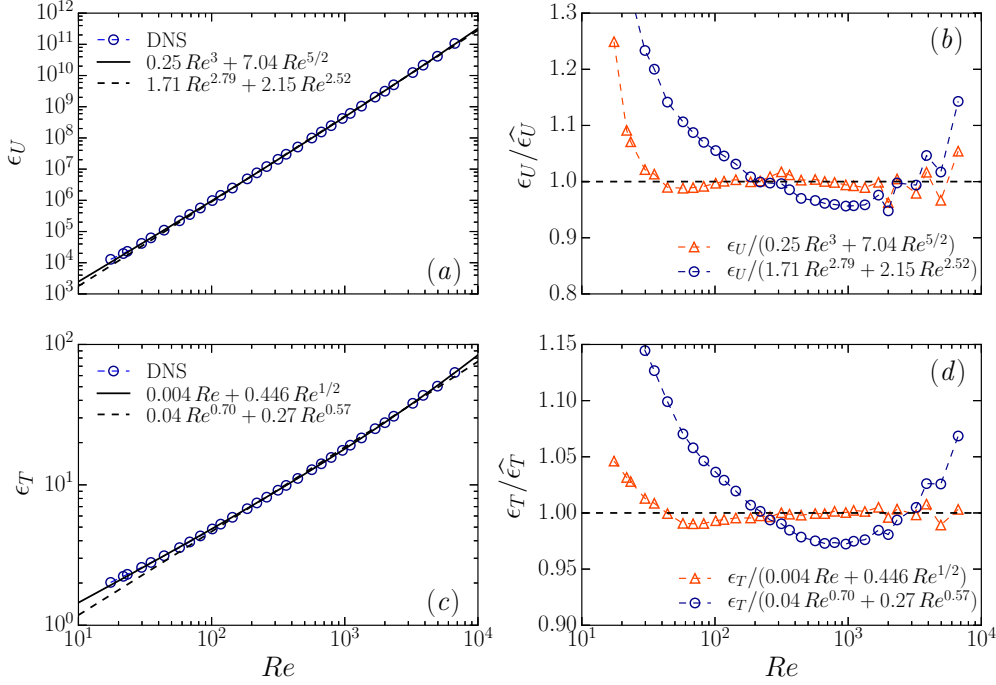 10^12
10^11
10^10
10^9
10^8
10^7
10^6
10^5
10^4
10^3
10^2
ϵ_U
DNS
0.25 Re^3 + 7.04 Re^{5/2}
1.71 Re^{2.79} + 2.15 Re^{2.52}
(a)
1.3
1.2
1.1
1.0
0.9
0.8
ϵ_U/ϵ̂_U
(b)
ϵ_U/(0.25 Re^3 + 7.04 Re^{5/2})
ϵ_U/(1.71 Re^{2.79} + 2.15 Re^{2.52})
10^2
10^1
10^0
ϵ_T
DNS
0.004 Re + 0.446 Re^{1/2}
0.04 Re^{0.70} + 0.27 Re^{0.57}
(c)
10^1 10^2 10^3 10^4
Re
1.15
1.10
1.05
1.00
0.95
0.90
ϵ_T/ϵ̂_T
(d)
ϵ_T/(0.004 Re + 0.446 Re^{1/2})
ϵ_T/(0.04 Re^{0.70} + 0.27 Re^{0.57})
10^1 10^2 10^3 10^4
Re